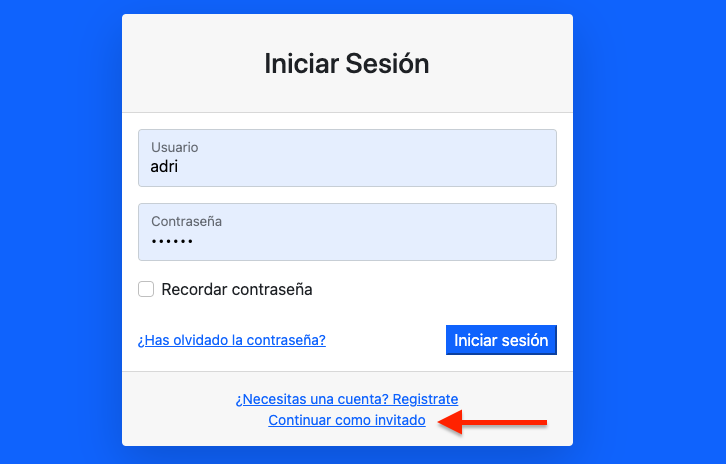 Iniciar Sesión
Usuario
adri
Contraseña
••••••
Recordar contraseña
¿Has olvidado la contraseña?
Iniciar sesión
¿Necesitas una cuenta? Registrate
Continuar como invitado